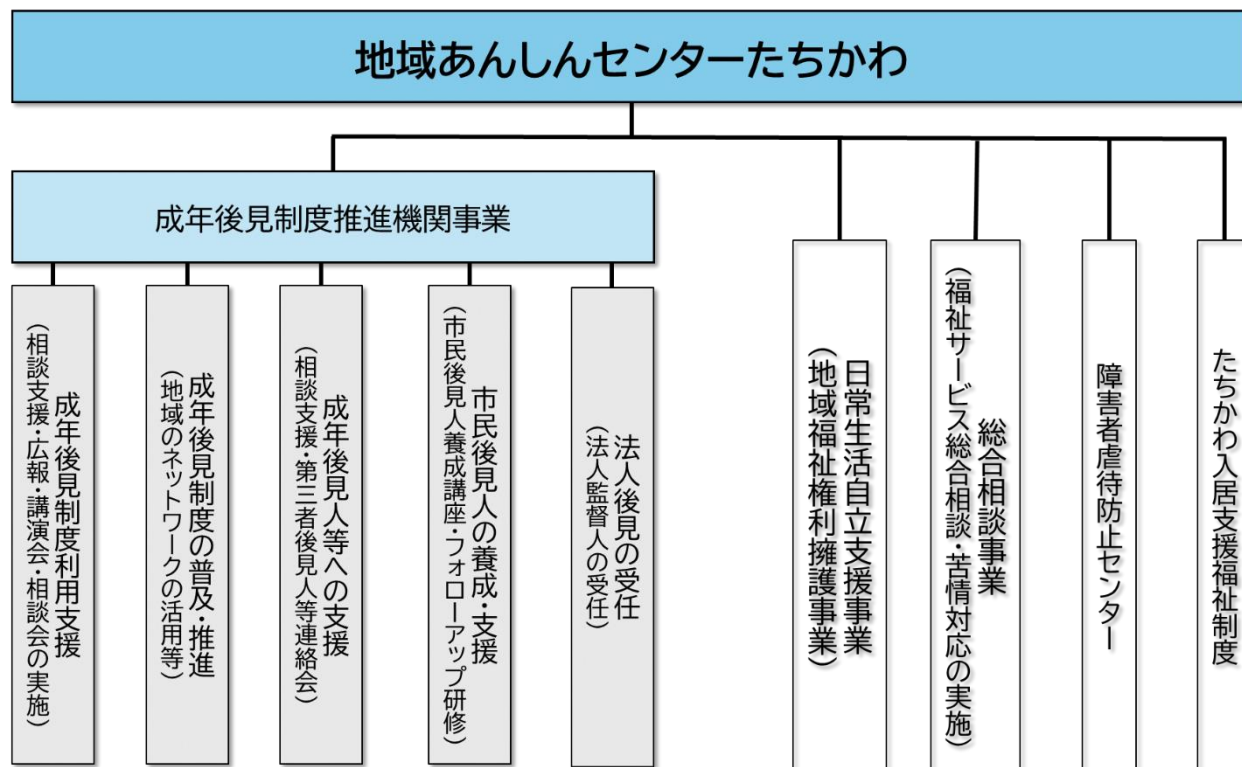 地域あんしんセンターたちかわ
成年後見制度推進機関事業
成年後見制度利用支援
(相談支援・広報・講演会・相談会の実施)
成年後見制度の普及・推進
(地域のネットワークの活用等)
成年後見人等への支援
(相談支援・第三者後見人等連絡会)
市民後見人の養成・支援
(市民後見人養成講座・フォローアップ研修)
法人後見の受任
(法人監督人の受任)
日常生活自立支援事業
(地域福祉権利擁護事業)
総合相談事業
(福祉サービス総合相談・苦情対応の実施)
障害者虐待防止センター
たちかわ入居支援福祉制度